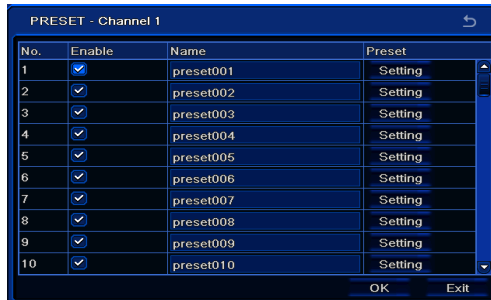 PRESET - Channel 1
No. Enable Name Preset
1 preset001 Setting
2 preset002 Setting
3 preset003 Setting
4 preset004 Setting
5 preset005 Setting
6 preset006 Setting
7 preset007 Setting
8 preset008 Setting
9 preset009 Setting
10 preset010 Setting
OK Exit